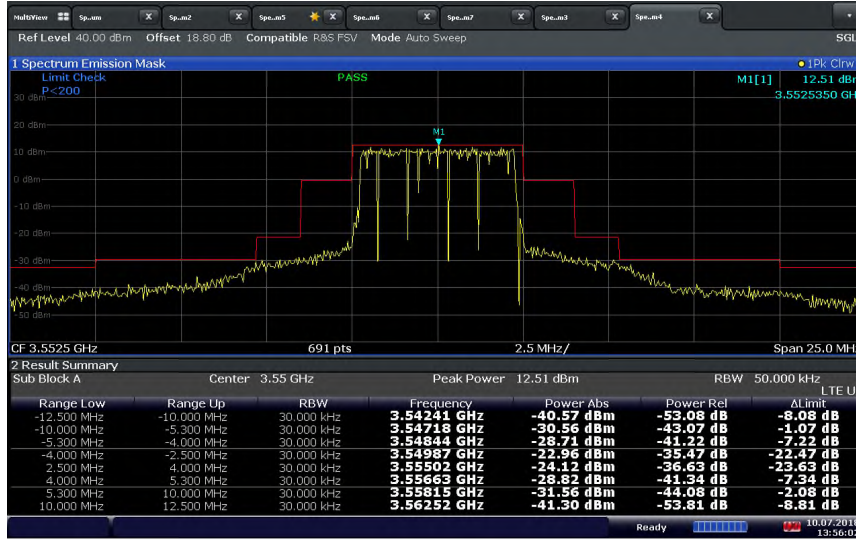 MultiView Sp..um X Sp..m2 X Spe..m5 X Spe..m6 X Spe..m7 X Spe..m3 X Spe..m4 X
Ref Level 40.00 dBm Offset 18.80 dB Compatible R&S FSV Mode Auto Sweep SGL
1 Spectrum Emission Mask 1Pk Clrw
Limit Check PASS M1[1] 12.51 dBr
P<200 3.5525350 GH
30 dBm
20 dBm
M1
10 dBm
0 dBm
-10 dBm
-20 dBm
-30 dBm
-40 dBm
-50 dBm
CF 3.5525 GHz 691 pts 2.5 MHz/ Span 25.0 MH
2 Result Summary
Sub Block A Center 3.55 GHz Peak Power 12.51 dBm RBW 50.000 kHz
LTE U
Range Low Range Up RBW Frequency Power Abs Power Rel ΔLimit
-12.500 MHz -10.000 MHz 30.000 kHz 3.54241 GHz -40.57 dBm -53.08 dB -8.08 dB
-10.000 MHz -5.300 MHz 30.000 kHz 3.54718 GHz -30.56 dBm -43.07 dB -1.07 dB
-5.300 MHz -4.000 MHz 30.000 kHz 3.54844 GHz -28.71 dBm -41.22 dB -7.22 dB
-4.000 MHz -2.500 MHz 30.000 kHz 3.54987 GHz -22.96 dBm -35.47 dB -22.47 dB
2.500 MHz 4.000 MHz 30.000 kHz 3.55502 GHz -24.12 dBm -36.63 dB -23.63 dB
4.000 MHz 5.300 MHz 30.000 kHz 3.55663 GHz -28.82 dBm -41.34 dB -7.34 dB
5.300 MHz 10.000 MHz 30.000 kHz 3.55815 GHz -31.56 dBm -44.08 dB -2.08 dB
10.000 MHz 12.500 MHz 30.000 kHz 3.56252 GHz -41.30 dBm -53.81 dB -8.81 dB
Ready 10.07.2018
13:56:02